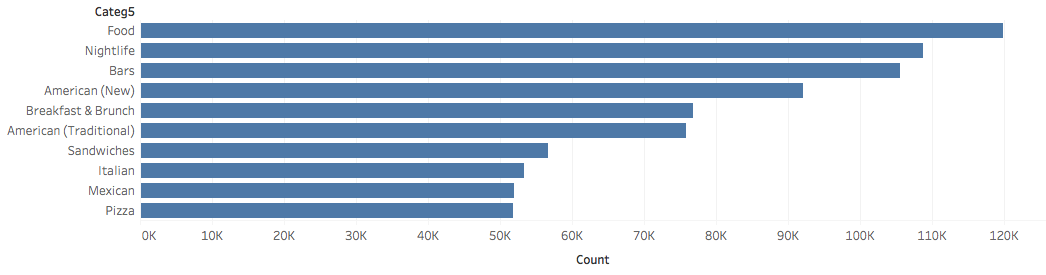 Categ5
Food
Nightlife
Bars
American (New)
Breakfast & Brunch
American (Traditional)
Sandwiches
Italian
Mexican
Pizza
0K 10K 20K 30K 40K 50K 60K 70K 80K 90K 100K 110K 120K
Count